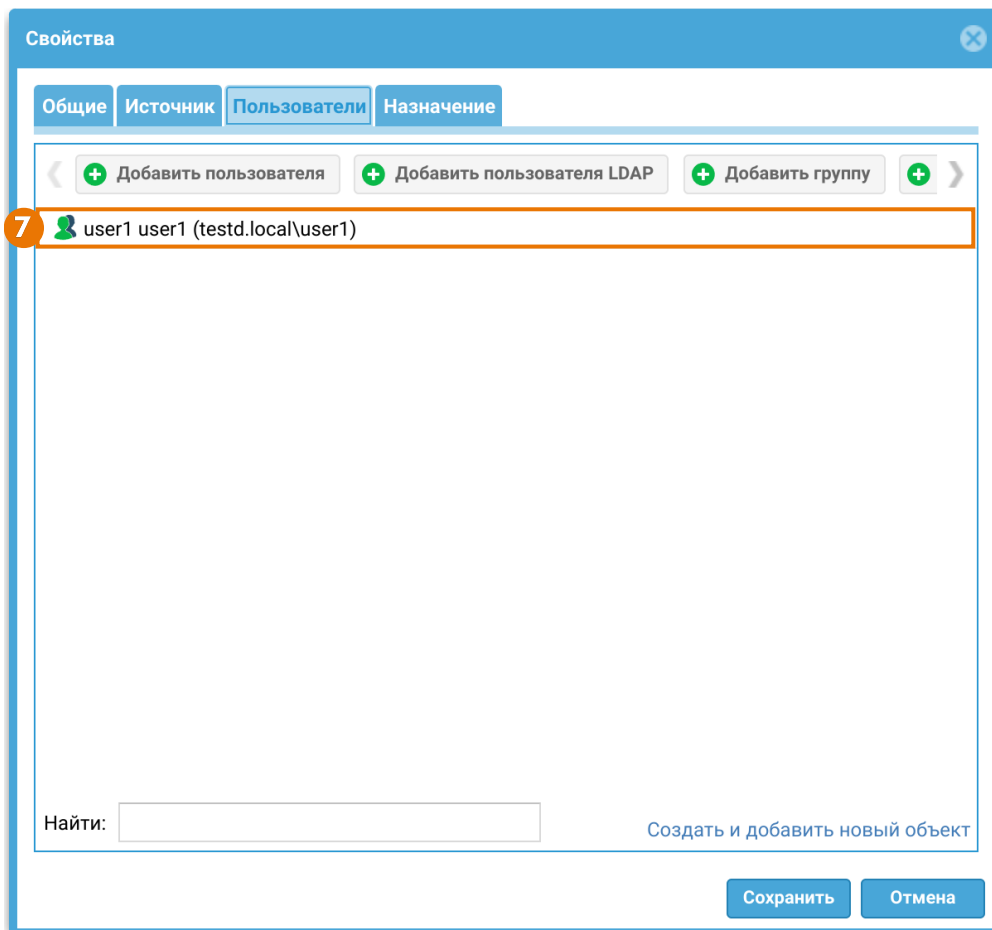 Свойства
Общие Источник Пользователи Назначение
Добавить пользователя Добавить пользователя LDAP Добавить группу
7 user1 user1 (testd.local\user1)
Найти:
Создать и добавить новый объект
Сохранить Отмена